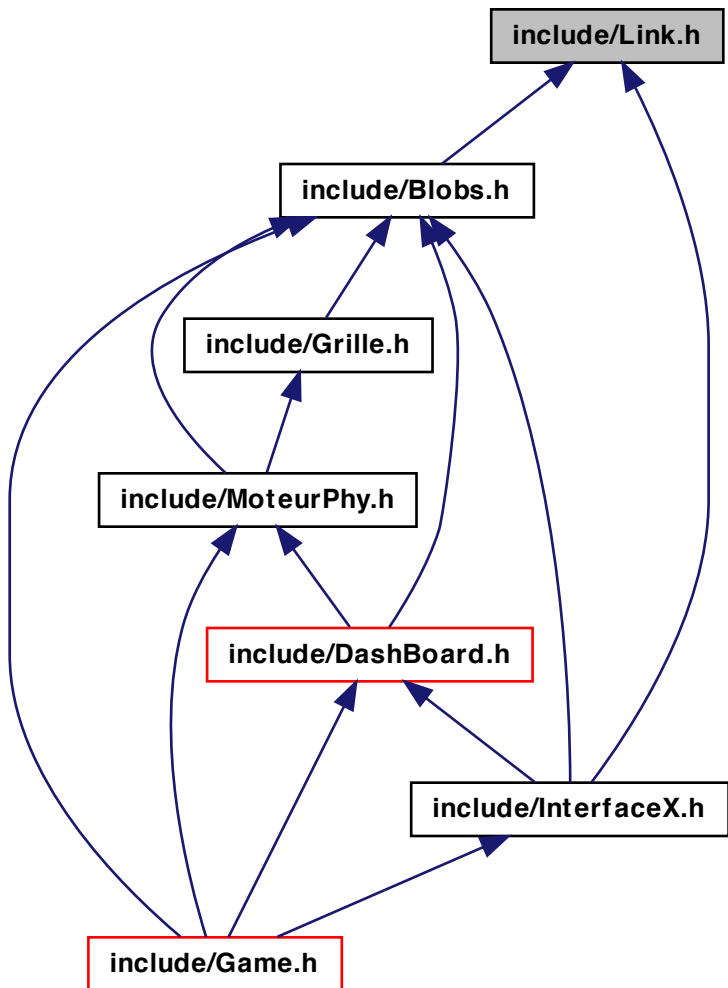 include/Link.h
include/Blobs.h
include/Grille.h
include/MoteurPhy.h
include/DashBoard.h
include/InterfaceX.h
include/Game.h